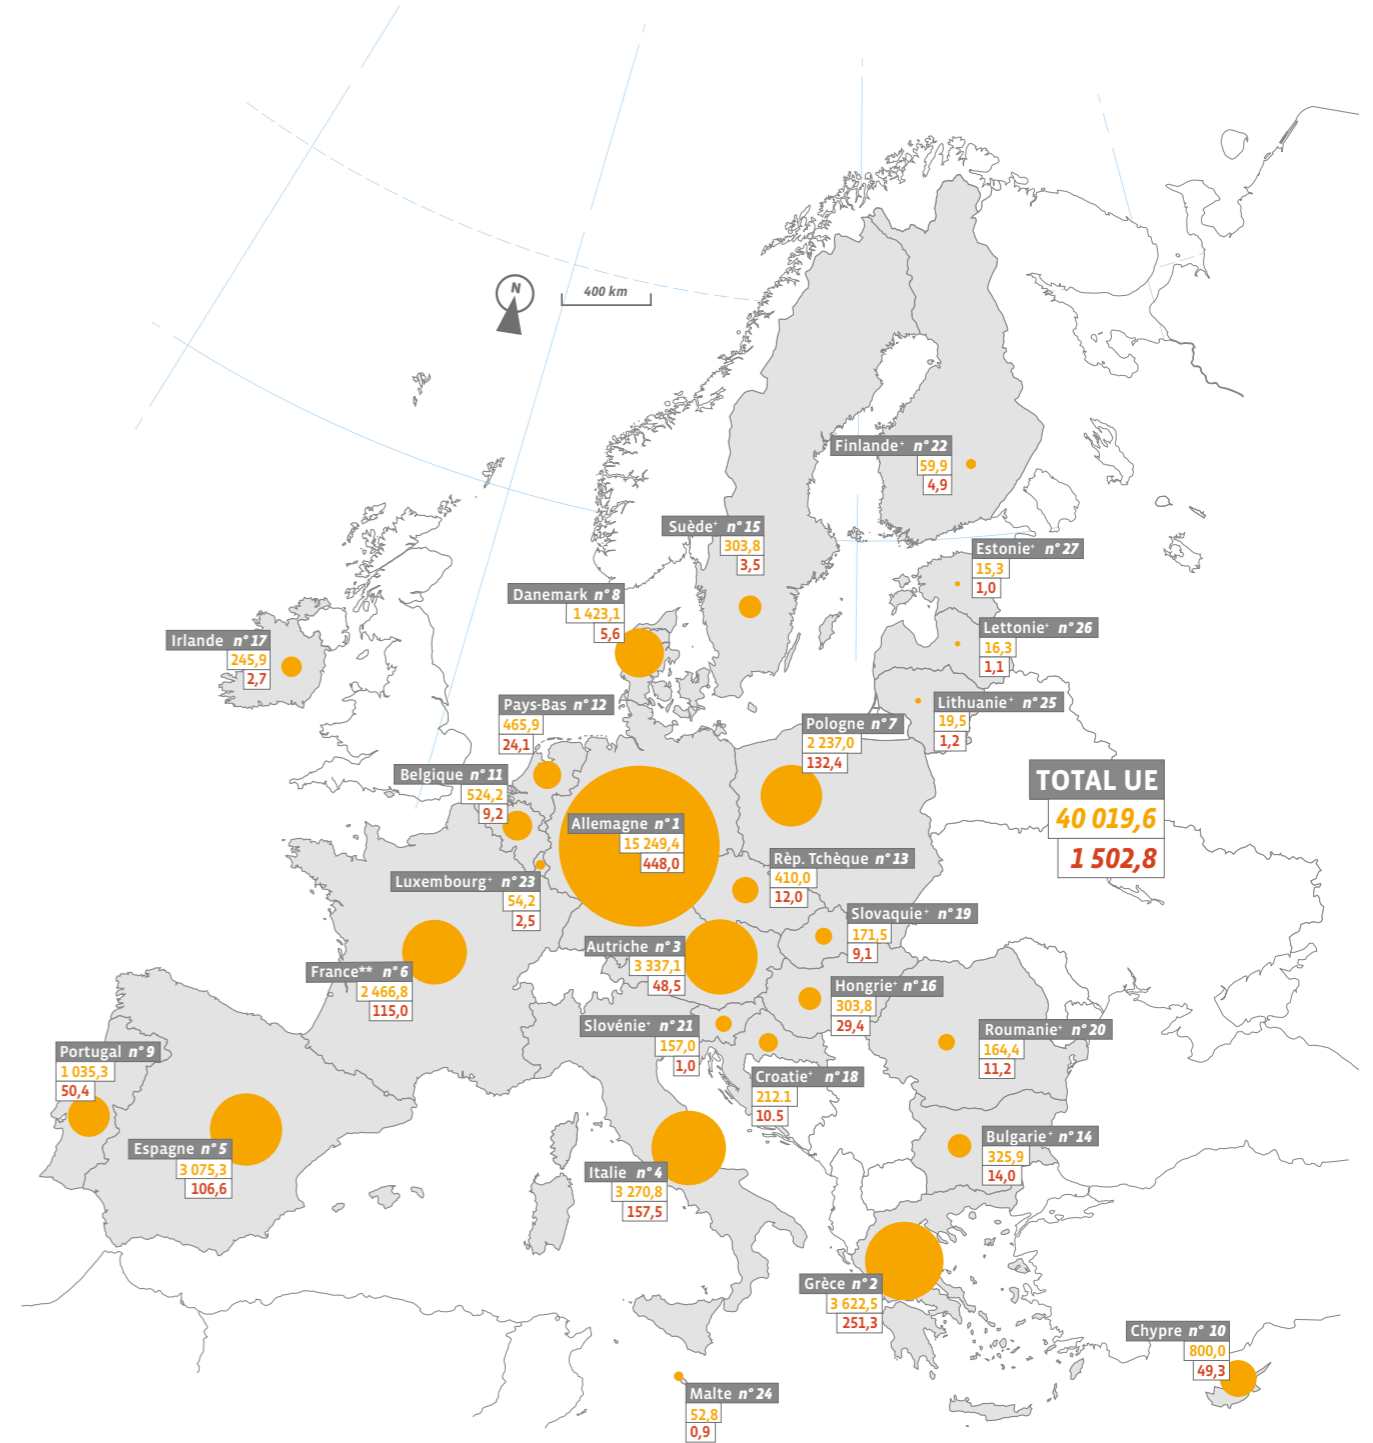 N
400 km
Finlande⁺ n° 22
59,9
4,9
Suède⁺ n° 15
303,8
3,5
Estonie⁺ n° 27
15,3
1,0
Danemark n° 8
1 423,1
5,6
Lettonie⁺ n° 26
16,3
1,1
Irlande n° 17
245,9
2,7
Pays-Bas n° 12
465,9
24,1
Lithuanie⁺ n° 25
19,5
1,2
Pologne n° 7
2 237,0
132,4
Belgique n° 11
524,2
9,2
TOTAL UE
40 019,6
1 502,8
Allemagne n° 1
15 249,4
448,0
Rèp. Tchèque n° 13
410,0
12,0
Luxembourg⁺ n° 23
54,2
2,5
Slovaquie⁺ n° 19
171,5
9,1
Autriche n° 3
3 337,1
48,5
France** n° 6
2 466,8
115,0
Hongrie⁺ n° 16
303,8
29,4
Slovénie⁺ n° 21
157,0
1,0
Roumanie⁺ n° 20
164,4
11,2
Portugal n° 9
1 035,3
50,4
Croatie⁺ n° 18
212.1
10.5
Bulgarie⁺ n° 14
325,9
14,0
Espagne n° 5
3 075,3
106,6
Italie n° 4
3 270,8
157,5
Grèce n° 2
3 622,5
251,3
Chypre n° 10
800,0
49,3
Malte n° 24
52,8
0,9